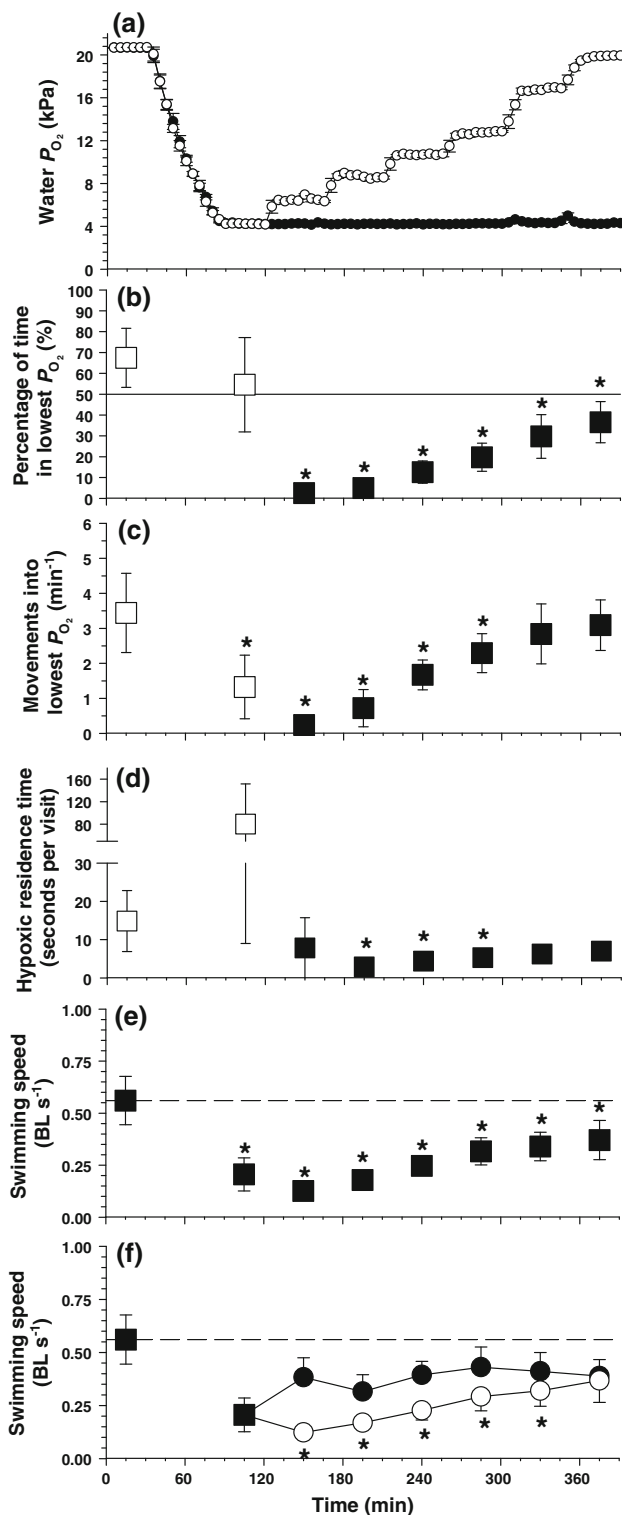 (a)
Water P_O2 (kPa)
20
16
12
8
4
0
(b)
Percentage of time
in lowest P_O2 (%)
100
90
80
70
60
50
40
30
20
10
0
* * * * * *
(c)
Movements into
lowest P_O2 (min⁻¹)
6
5
4
3
2
1
0
* * * * *
(d)
Hypoxic residence time
(seconds per visit)
160
80
30
20
10
0
* * *
(e)
Swimming speed
(BL s⁻¹)
1.00
0.75
0.50
0.25
0.00
* * * * * * *
(f)
Swimming speed
(BL s⁻¹)
1.00
0.75
0.50
0.25
0.00
* * * * *
0 60 120 180 240 300 360
Time (min)